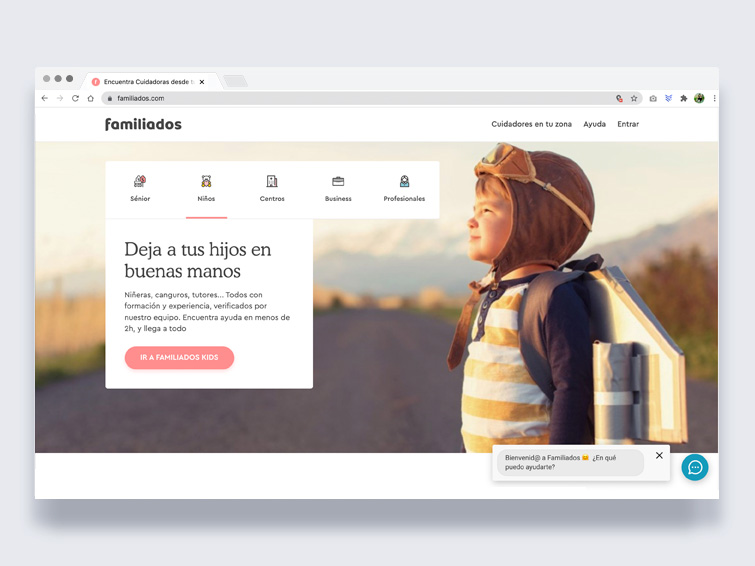 Encuentra Cuidadoras desde
familiados.com
familiados
Cuidadores en tu zona Ayuda Entrar
Sénior Niños Centros Business Profesionales
Deja a tus hijos en
buenas manos
Niñeras, canguros, tutores... Todos con
formación y experiencia, verificados por
nuestro equipo. Encuentra ayuda en menos de
2h, y llega a todo
IR A FAMILIADOS KIDS
Bienvenid@ a Familiados 🤗 ¿En qué
puedo ayudarte?